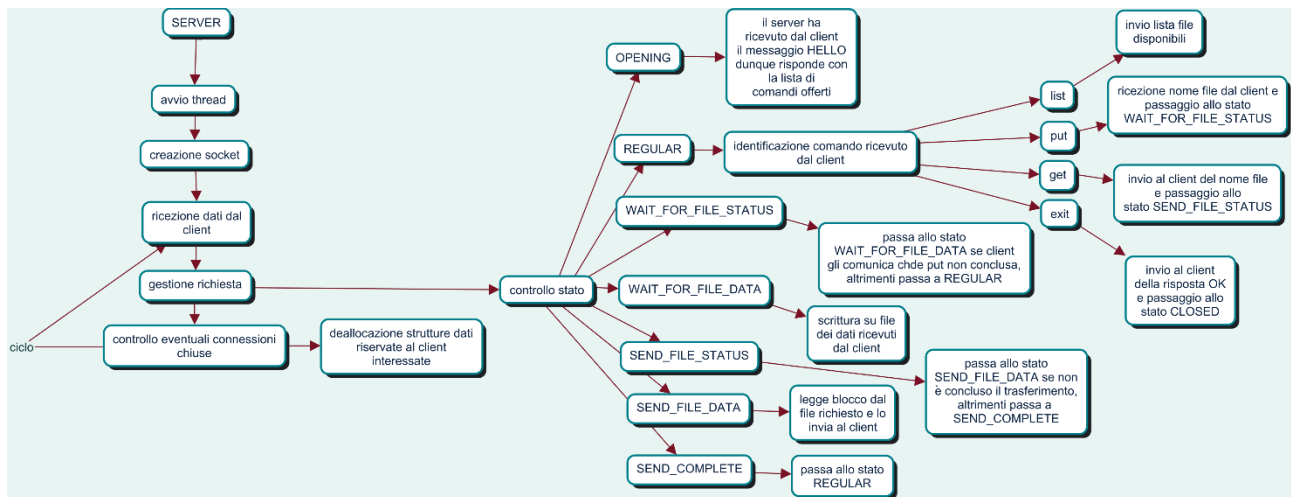 SERVER
avvio thread
creazione socket
ricezione dati dal
client
gestione richiesta
controllo eventuali connessioni
chiuse
ciclo
deallocazione strutture dati
riservate al client
interessate
controllo stato
OPENING
il server ha
ricevuto dal client
il messaggio HELLO
dunque risponde con
la lista di
comandi offerti
REGULAR
identificazione comando ricevuto
dal client
list
invio lista file
disponibili
put
ricezione nome file dal client e
passaggio allo stato
WAIT_FOR_FILE_STATUS
get
invio al client del nome file
e passaggio allo
stato SEND_FILE_STATUS
exit
invio al client
della risposta OK
e passaggio allo
stato CLOSED
WAIT_FOR_FILE_STATUS
passa allo stato
WAIT_FOR_FILE_DATA se client
gli comunica chde put non conclusa,
altrimenti passa a REGULAR
WAIT_FOR_FILE_DATA
scrittura su file
dei dati ricevuti
dal client
SEND_FILE_STATUS
passa allo stato
SEND_FILE_DATA se non
è concluso il trasferimento,
altrimenti passa a
SEND_COMPLETE
SEND_FILE_DATA
legge blocco dal
file richiesto e lo
invia al client
SEND_COMPLETE
passa allo stato
REGULAR